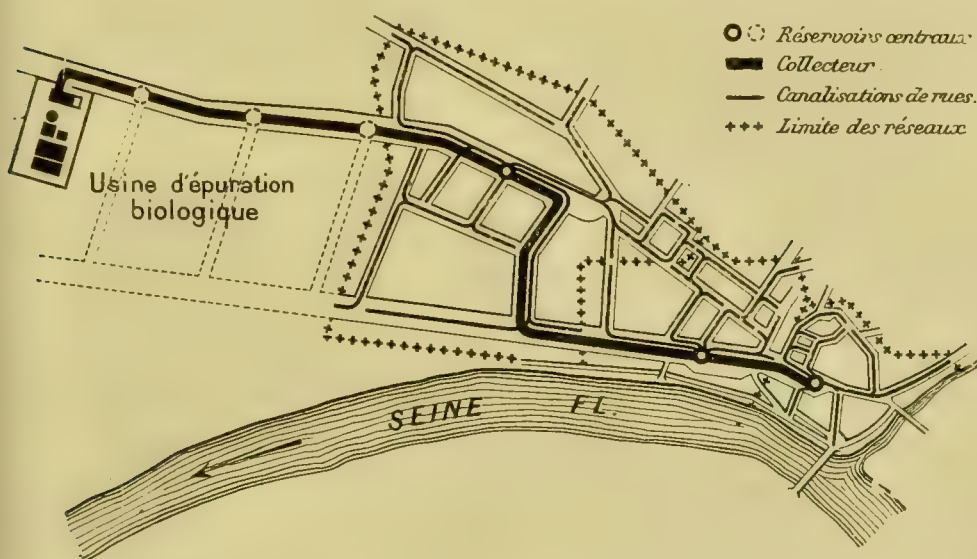 Réservoirs centraux
Collecteur
Canalisations de rues.
Limite des réseaux
Usine d'épuration
biologique
SEINE FL.